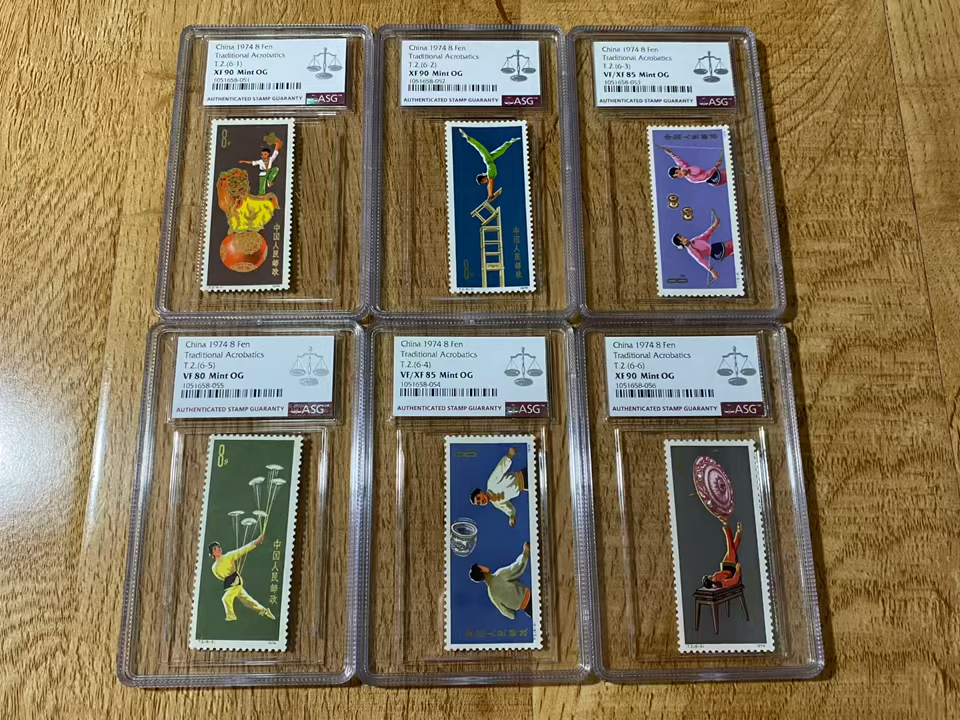 China 1974 8 Fen
Traditional Acrobatics
T.2.(6-1)
XF 90 Mint OG
1051658-051
AUTHENTICATED STAMP GUARANTY ASG
8分
中国人民邮政
China 1974 8 Fen
Traditional Acrobatics
T.2.(6-2)
XF 90 Mint OG
1051658-052
AUTHENTICATED STAMP GUARANTY ASG
中国人民邮政
China 1974 8 Fen
Traditional Acrobatics
T.2.(6-3)
VF/XF 85 Mint OG
1051658-053
AUTHENTICATED STAMP GUARANTY ASG
中国人民邮政
China 1974 8 Fen
Traditional Acrobatics
T.2.(6-5)
VF 80 Mint OG
1051658-055
AUTHENTICATED STAMP GUARANTY ASG
8分
中国人民邮政
China 1974 8 Fen
Traditional Acrobatics
T.2.(6-4)
VF/XF 85 Mint OG
1051658-054
AUTHENTICATED STAMP GUARANTY ASG
China 1974 8 Fen
Traditional Acrobatics
T.2.(6-6)
XF 90 Mint OG
1051658-056
AUTHENTICATED STAMP GUARANTY ASG